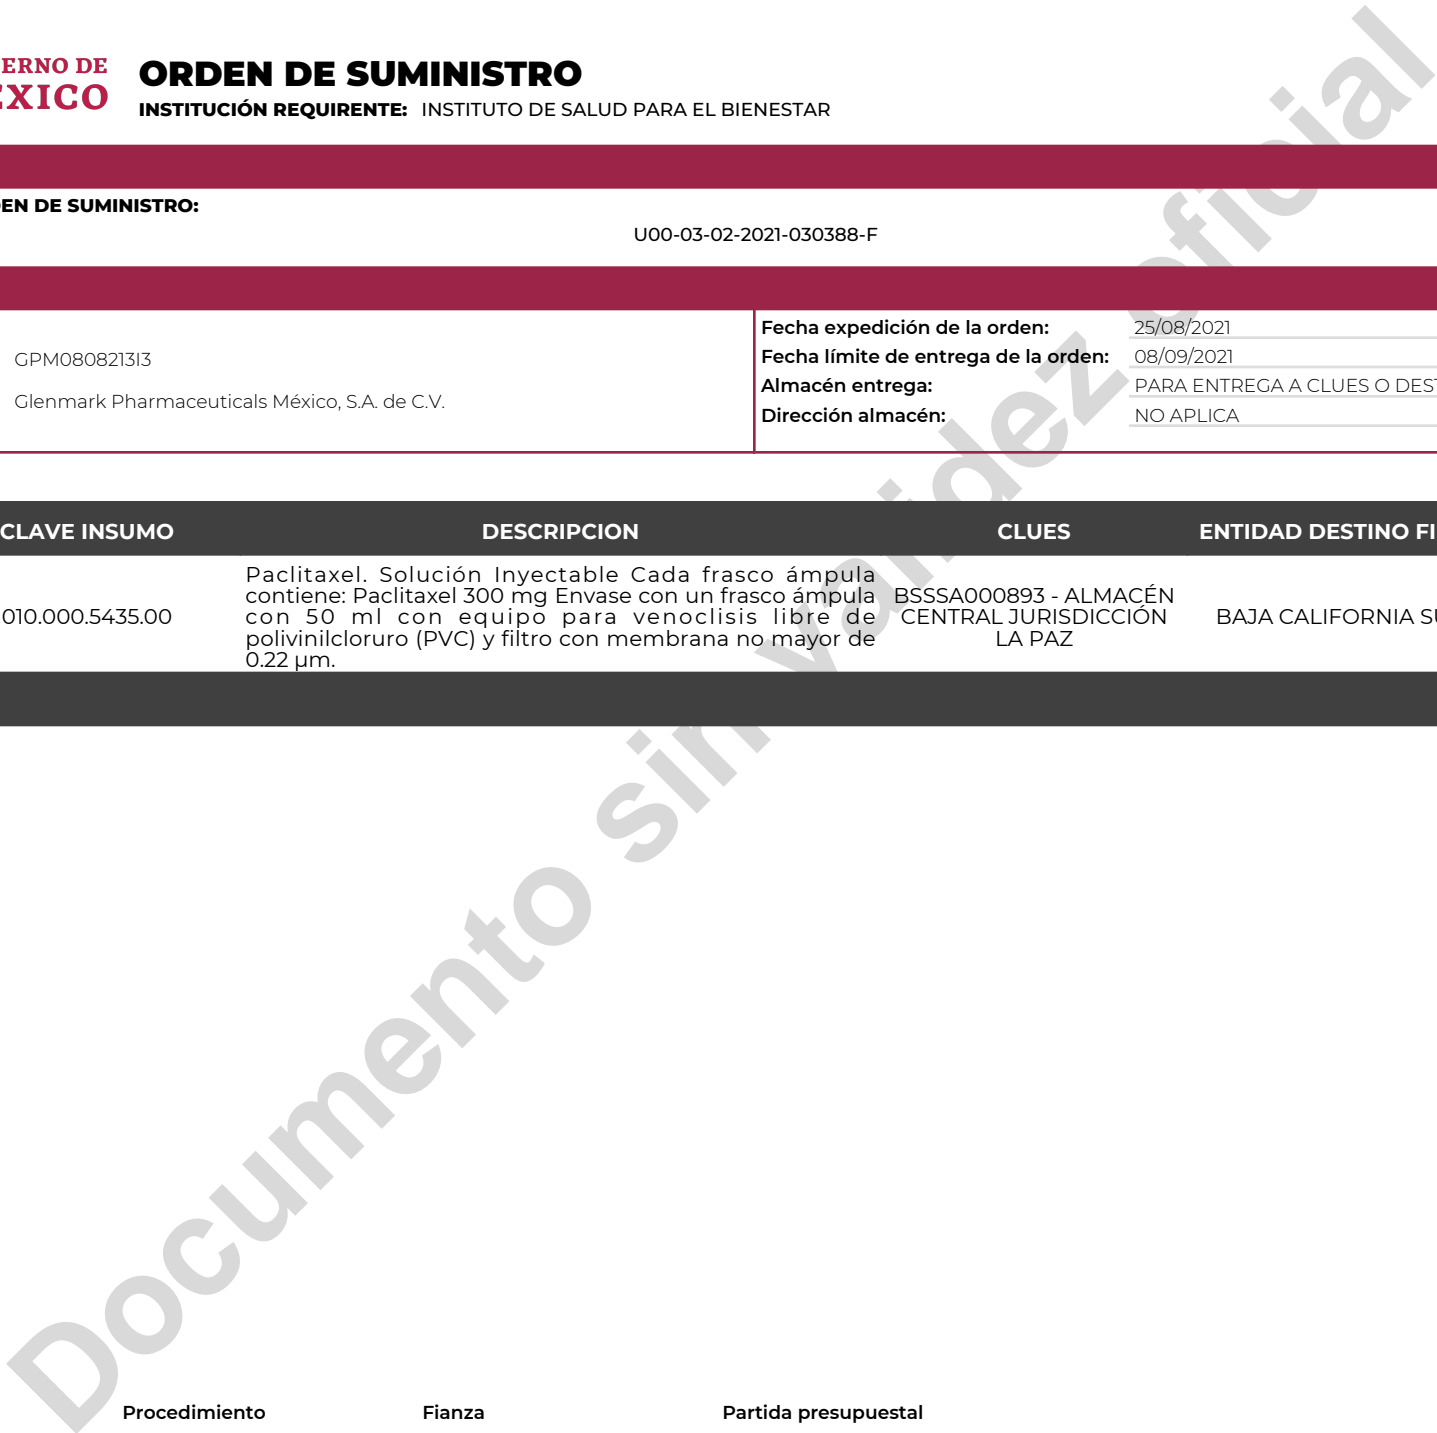 ERNO DE
ÉXICO
ORDEN DE SUMINISTRO
INSTITUCIÓN REQUIRENTE: INSTITUTO DE SALUD PARA EL BIENESTAR
EN DE SUMINISTRO:
U00-03-02-2021-030388-F
GPM0808213I3
Glenmark Pharmaceuticals México, S.A. de C.V.
Fecha expedición de la orden: 25/08/2021
Fecha límite de entrega de la orden: 08/09/2021
Almacén entrega: PARA ENTREGA A CLUES O DEST
Dirección almacén: NO APLICA
CLAVE INSUMO DESCRIPCION CLUES ENTIDAD DESTINO FI
010.000.5435.00
Paclitaxel. Solución Inyectable Cada frasco ámpula
contiene: Paclitaxel 300 mg Envase con un frasco ámpula
con 50 ml con equipo para venoclisis libre de
polivinilcloruro (PVC) y filtro con membrana no mayor de
0.22 µm.
BSSSA000893 - ALMACÉN
CENTRAL JURISDICCIÓN
LA PAZ
BAJA CALIFORNIA SU
Documento sin validez oficial
Procedimiento Fianza Partida presupuestal